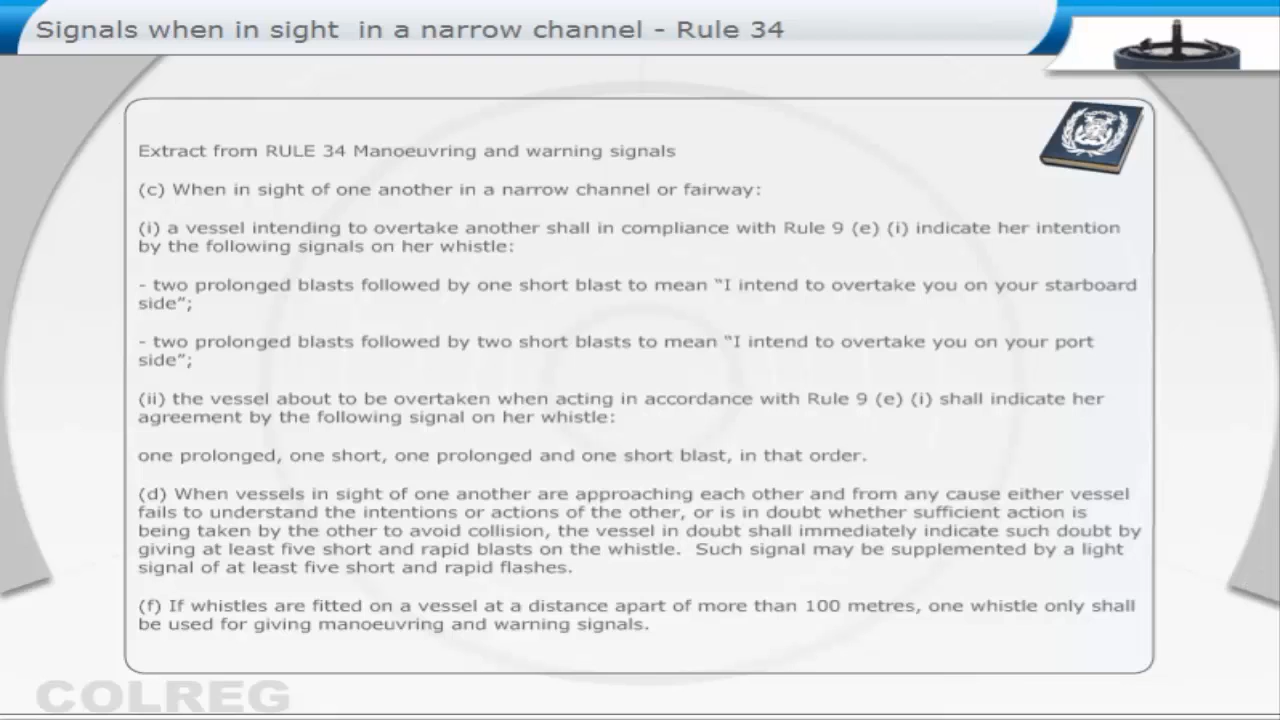 Signals when in sight in a narrow channel - Rule 34
Extract from RULE 34 Manoeuvring and warning signals
(c) When in sight of one another in a narrow channel or fairway:
(i) a vessel intending to overtake another shall in compliance with Rule 9 (e) (i) indicate her intention
by the following signals on her whistle:
- two prolonged blasts followed by one short blast to mean “I intend to overtake you on your starboard
side”;
- two prolonged blasts followed by two short blasts to mean “I intend to overtake you on your port
side”;
(ii) the vessel about to be overtaken when acting in accordance with Rule 9 (e) (i) shall indicate her
agreement by the following signal on her whistle:
one prolonged, one short, one prolonged and one short blast, in that order.
(d) When vessels in sight of one another are approaching each other and from any cause either vessel
fails to understand the intentions or actions of the other, or is in doubt whether sufficient action is
being taken by the other to avoid collision, the vessel in doubt shall immediately indicate such doubt by
giving at least five short and rapid blasts on the whistle. Such signal may be supplemented by a light
signal of at least five short and rapid flashes.
(f) If whistles are fitted on a vessel at a distance apart of more than 100 metres, one whistle only shall
be used for giving manoeuvring and warning signals.
COLREG